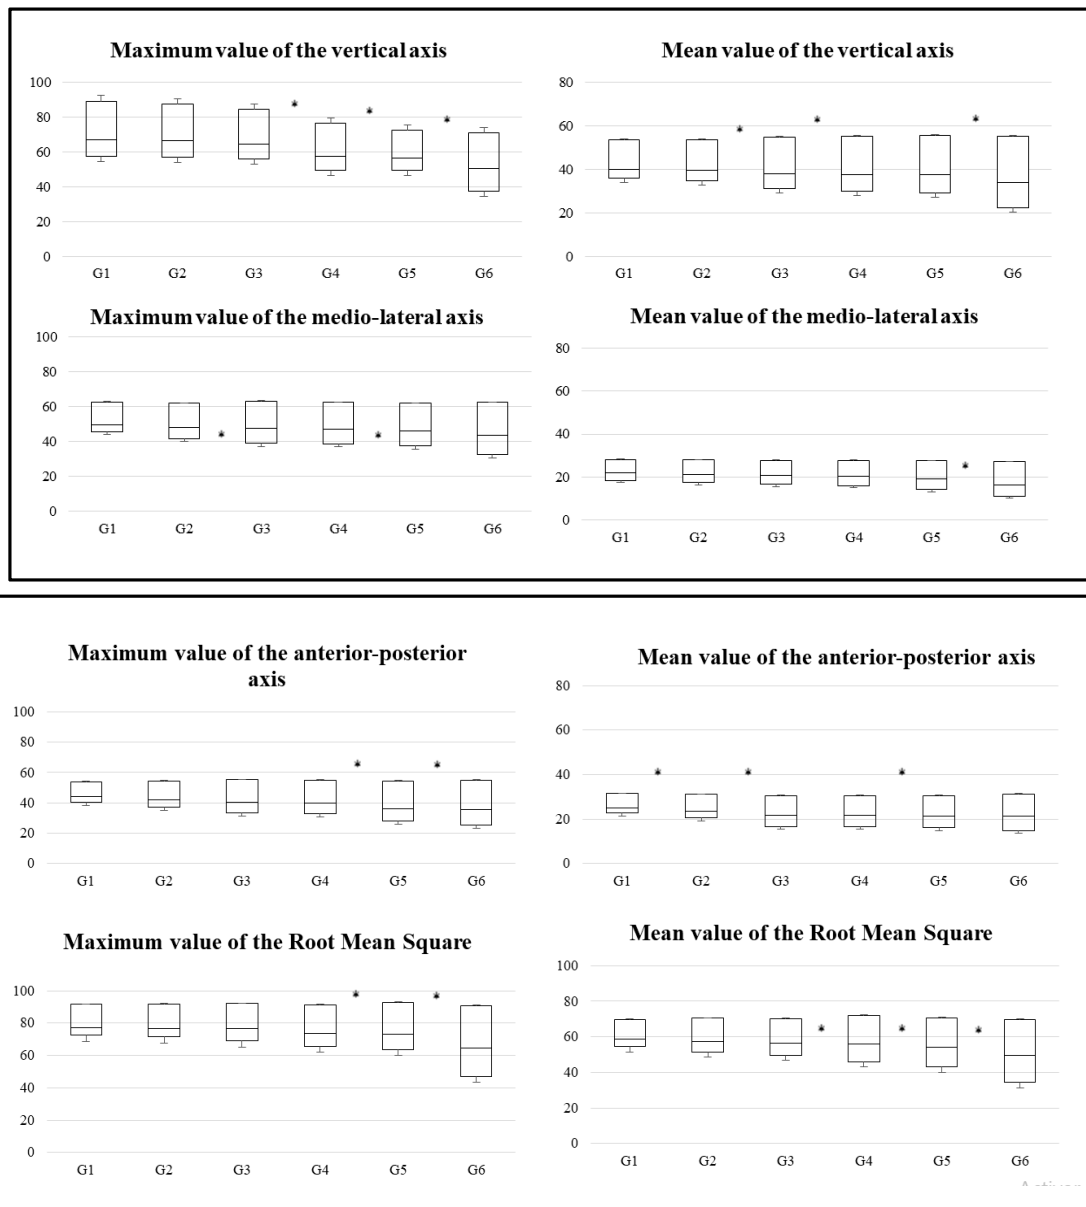 Maximum value of the vertical axis
100
80
60
40
20
0
G1 G2 G3 G4 G5 G6
* * *
Mean value of the vertical axis
80
60
40
20
0
G1 G2 G3 G4 G5 G6
* * *
Maximum value of the medio-lateral axis
100
80
60
40
20
0
G1 G2 G3 G4 G5 G6
* *
Mean value of the medio-lateral axis
80
60
40
20
0
G1 G2 G3 G4 G5 G6
*
Maximum value of the anterior-posterior
axis
100
80
60
40
20
0
G1 G2 G3 G4 G5 G6
* *
Mean value of the anterior-posterior axis
80
60
40
20
0
G1 G2 G3 G4 G5 G6
* * *
Maximum value of the Root Mean Square
100
80
60
40
20
0
G1 G2 G3 G4 G5 G6
* *
Mean value of the Root Mean Square
100
80
60
40
20
0
G1 G2 G3 G4 G5 G6
* * *